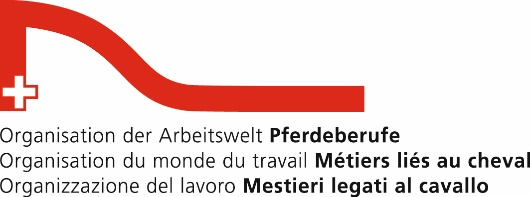 Organisation der Arbeitswelt Pferdeberufe
Organisation du monde du travail Métiers liés au cheval
Organizzazione del lavoro Mestieri legati al cavallo